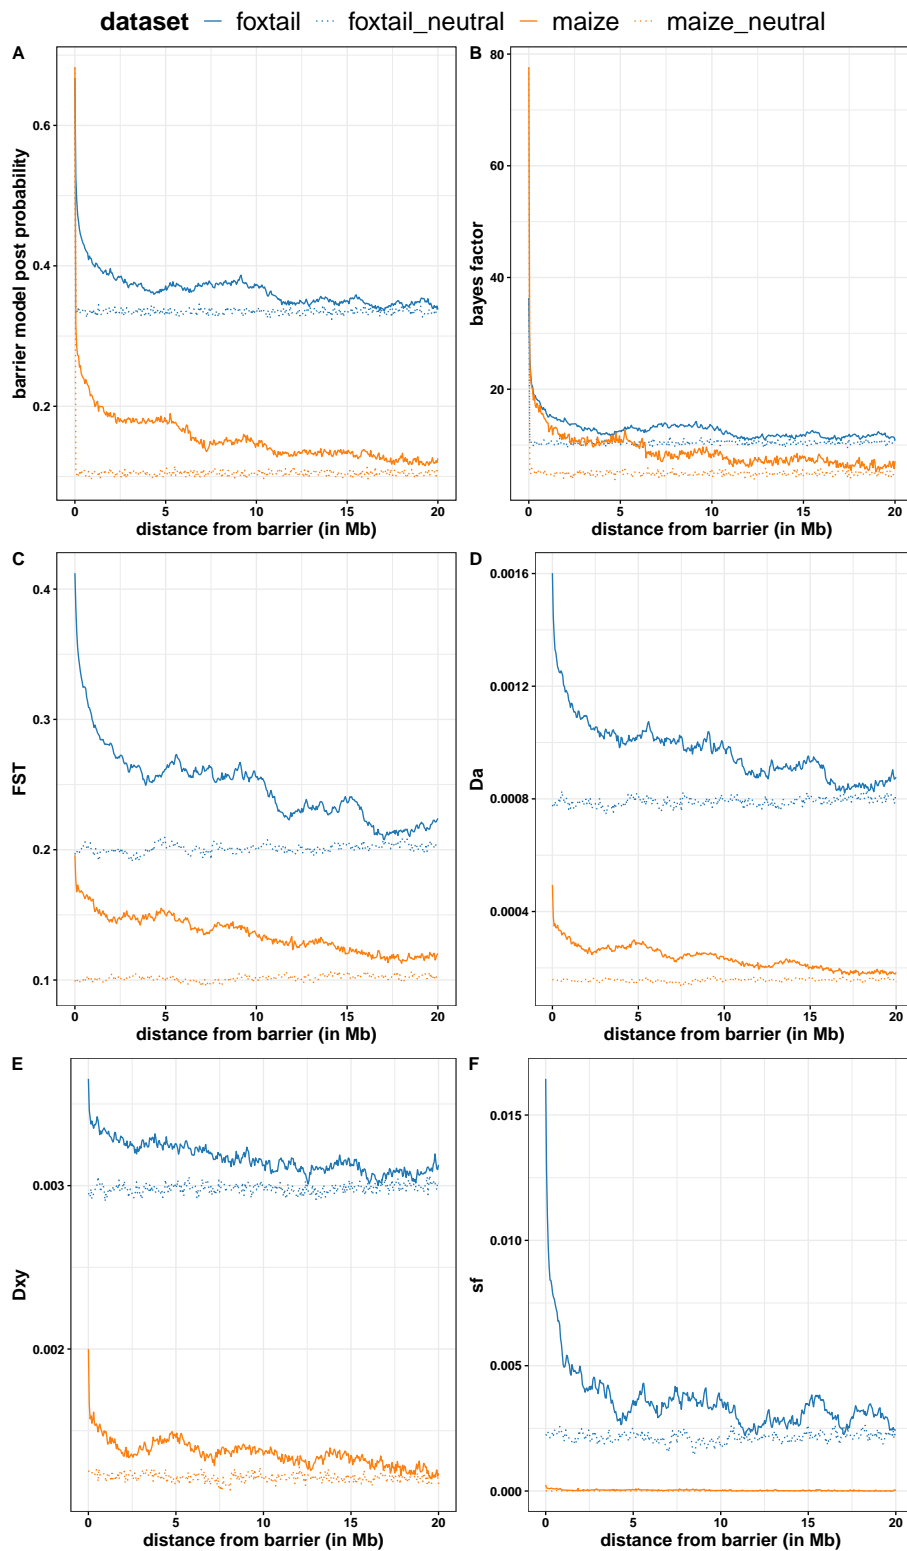 dataset foxtail foxtail_neutral maize maize_neutral
A
0.6
0.4
0.2
barrier model post probability
0 5 10 15 20
distance from barrier (in Mb)
B
80
60
40
20
bayes factor
0 5 10 15 20
distance from barrier (in Mb)
C
0.4
0.3
0.2
0.1
FST
0 5 10 15 20
distance from barrier (in Mb)
D
0.0016
0.0012
0.0008
0.0004
Da
0 5 10 15 20
distance from barrier (in Mb)
E
0.003
0.002
Dxy
0 5 10 15 20
distance from barrier (in Mb)
F
0.015
0.010
0.005
0.000
sf
0 5 10 15 20
distance from barrier (in Mb)